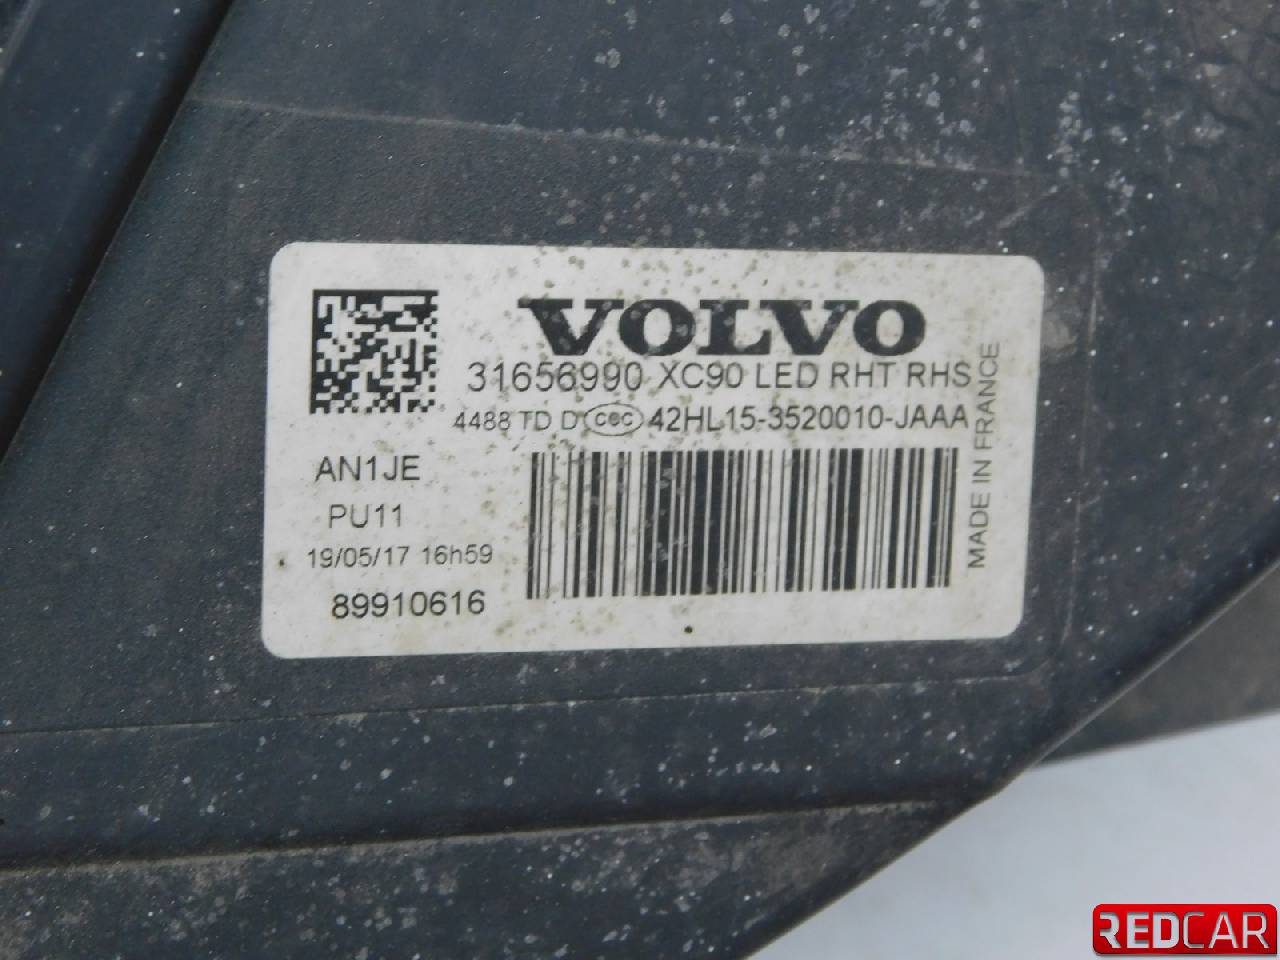 VOLVO
31656990 XC90 LED RHT RHS
4488 TD D CCC 42HL15-3520010-JAAA
MADE IN FRANCE
AN1JE
PU11
19/05/17 16h59
89910616
REDCAR